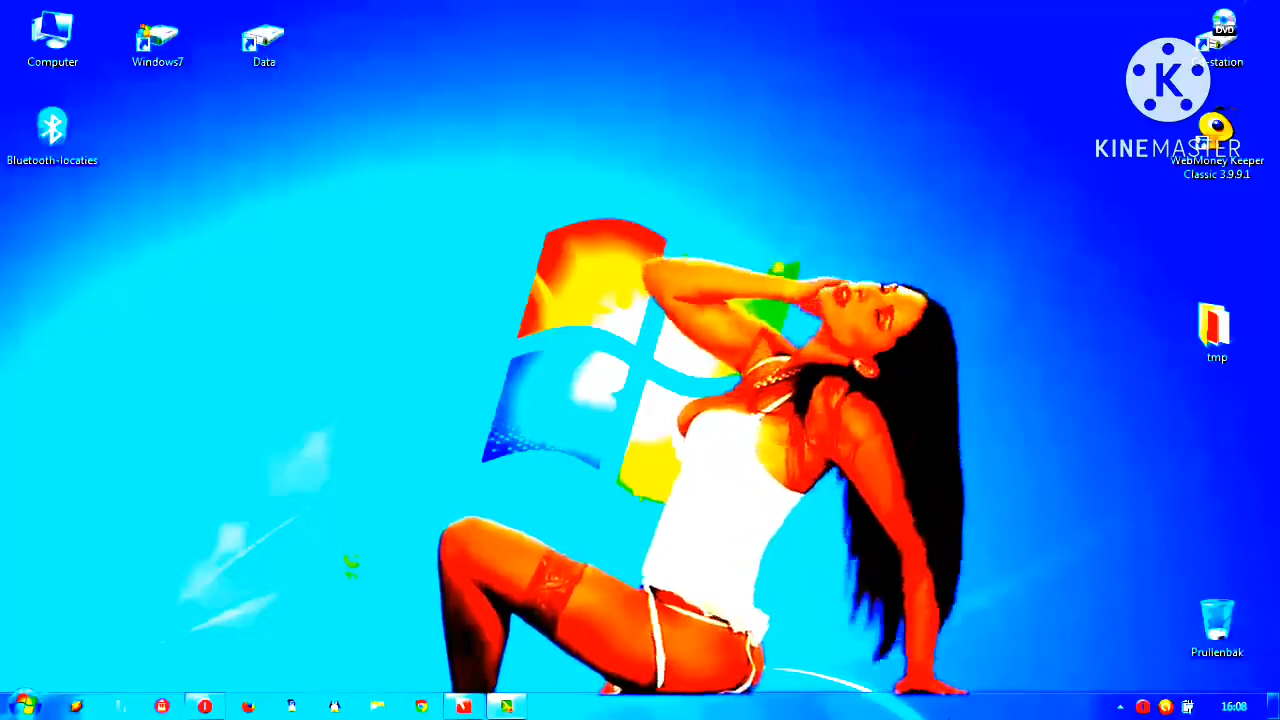 Computer
Windows7
Data
DVD
-station
K
KINEMASTER
Bluetooth-locaties
WebMoney Keeper
Classic 3.9.9.1
tmp
Prullenbak
16:08